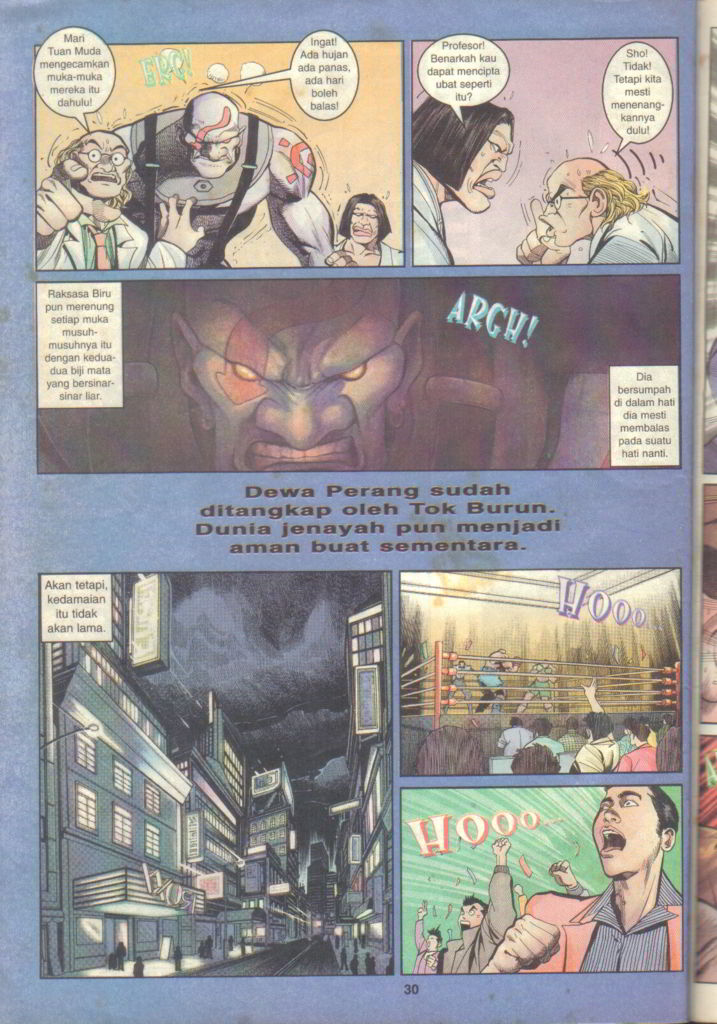 Mari
Tuan Muda
mengecamkan
muka-muka
mereka itu
dahulu!
ERG!
Ingat!
Ada hujan
ada panas,
ada hari
boleh
balas!
Profesor!
Benarkah kau
dapat mencipta
ubat seperti
itu?
Sho!
Tidak!
Tetapi kita
mesti
menenang-
kannya
dulu!
Raksasa Biru
pun merenung
setiap muka
musuh-
musuhnya itu
dengan kedua-
dua biji mata
yang bersinar-
sinar liar.
ARGH!
Dia
bersumpah
di dalam hati
dia mesti
membalas
pada suatu
hati nanti.
Dewa Perang sudah
ditangkap oleh Tok Burun.
Dunia jenayah pun menjadi
aman buat sementara.
Akan tetapi,
kedamaian
itu tidak
akan lama.
HOOO...
HOOO...
30